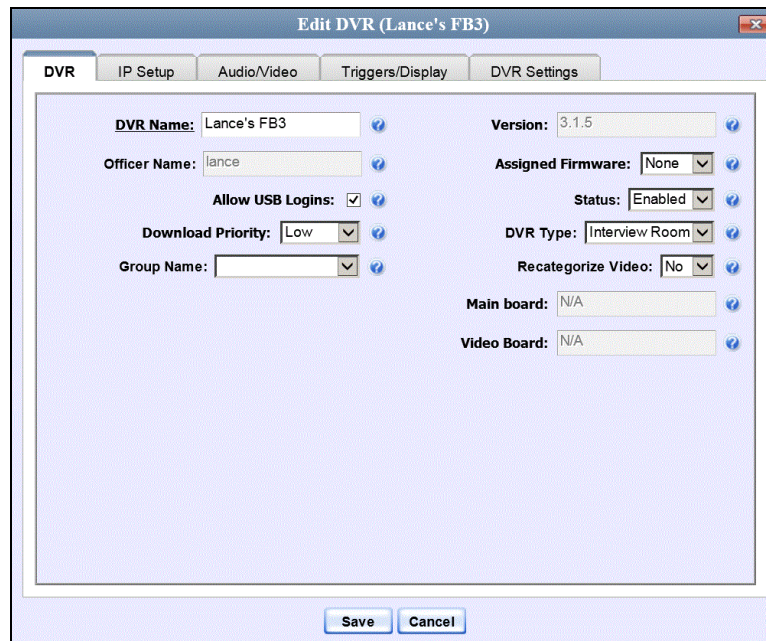 Edit DVR (Lance's FB3)
DVR IP Setup Audio/Video Triggers/Display DVR Settings
DVR Name: Lance's FB3
Version: 3.1.5
Officer Name: lance
Assigned Firmware: None
Allow USB Logins:
Status: Enabled
Download Priority: Low
DVR Type: Interview Room
Group Name:
Recategorize Video: No
Main board: N/A
Video Board: N/A
Save Cancel